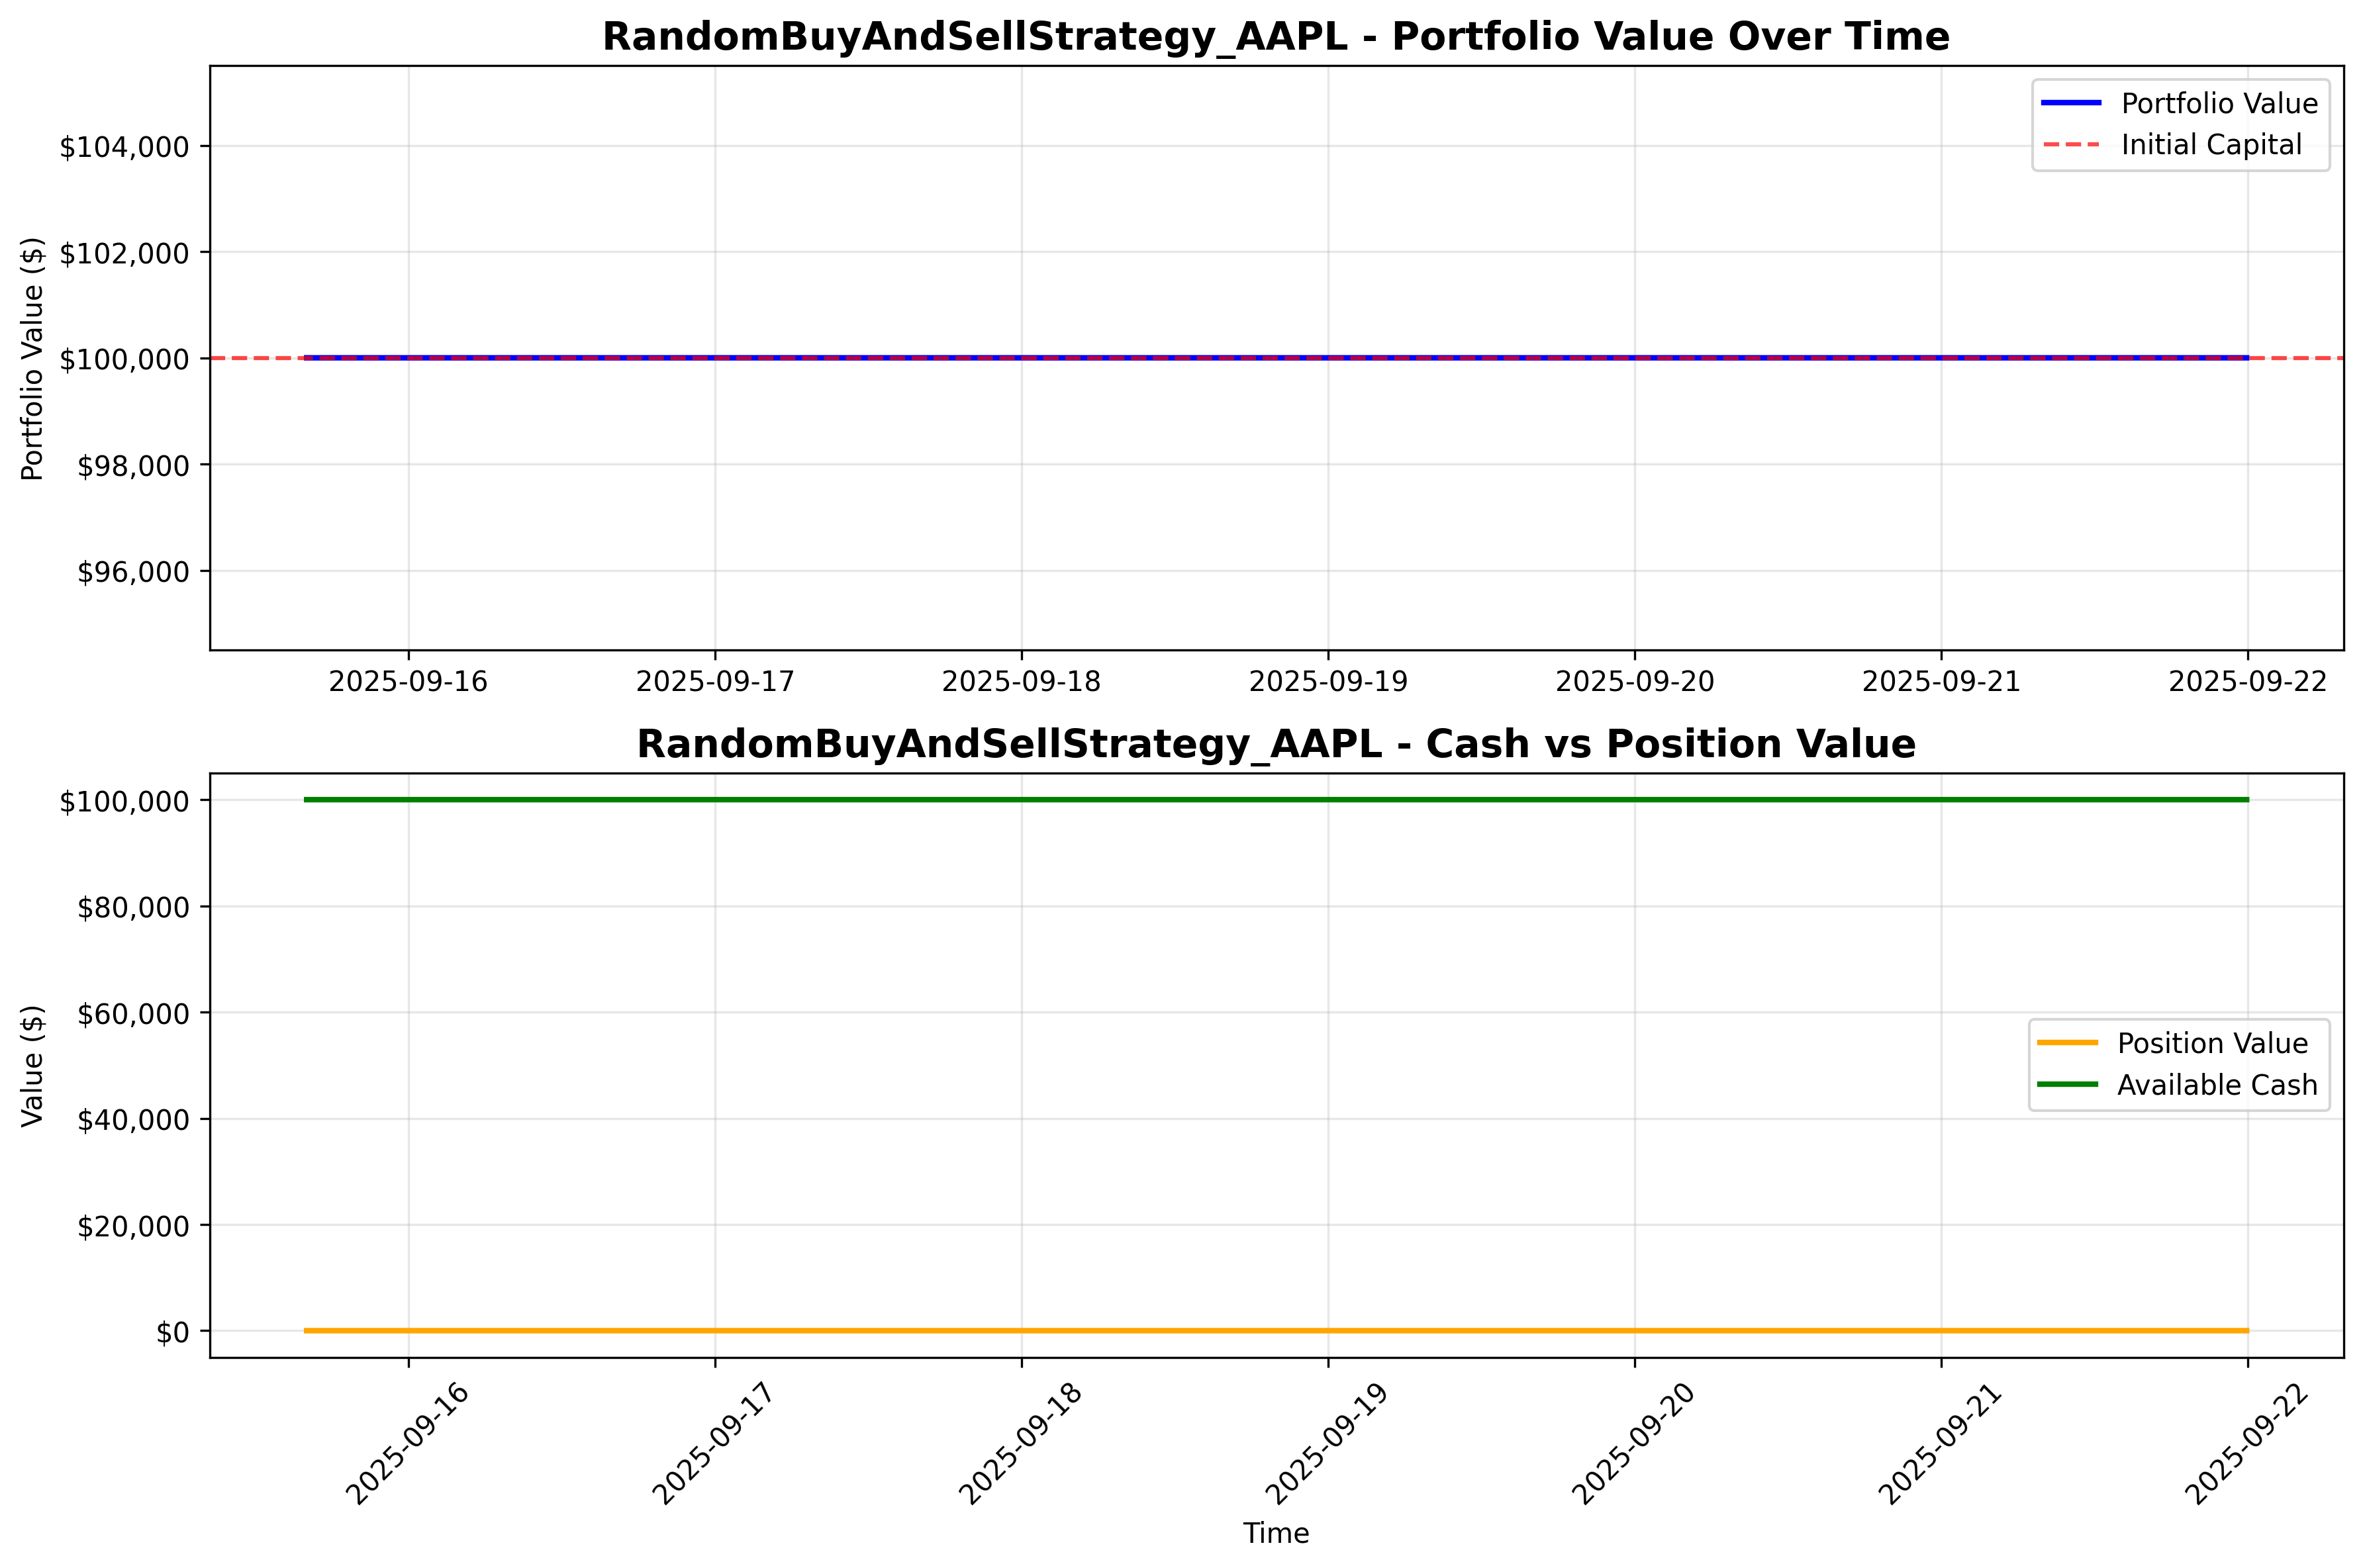 RandomBuyAndSellStrategy_AAPL - Portfolio Value Over Time
Portfolio Value ($)
$104,000
$102,000
$100,000
$98,000
$96,000
Portfolio Value
Initial Capital
2025-09-16
2025-09-17
2025-09-18
2025-09-19
2025-09-20
2025-09-21
2025-09-22
RandomBuyAndSellStrategy_AAPL - Cash vs Position Value
Value ($)
$100,000
$80,000
$60,000
$40,000
$20,000
$0
Position Value
Available Cash
2025-09-16
2025-09-17
2025-09-18
2025-09-19
2025-09-20
2025-09-21
2025-09-22
Time